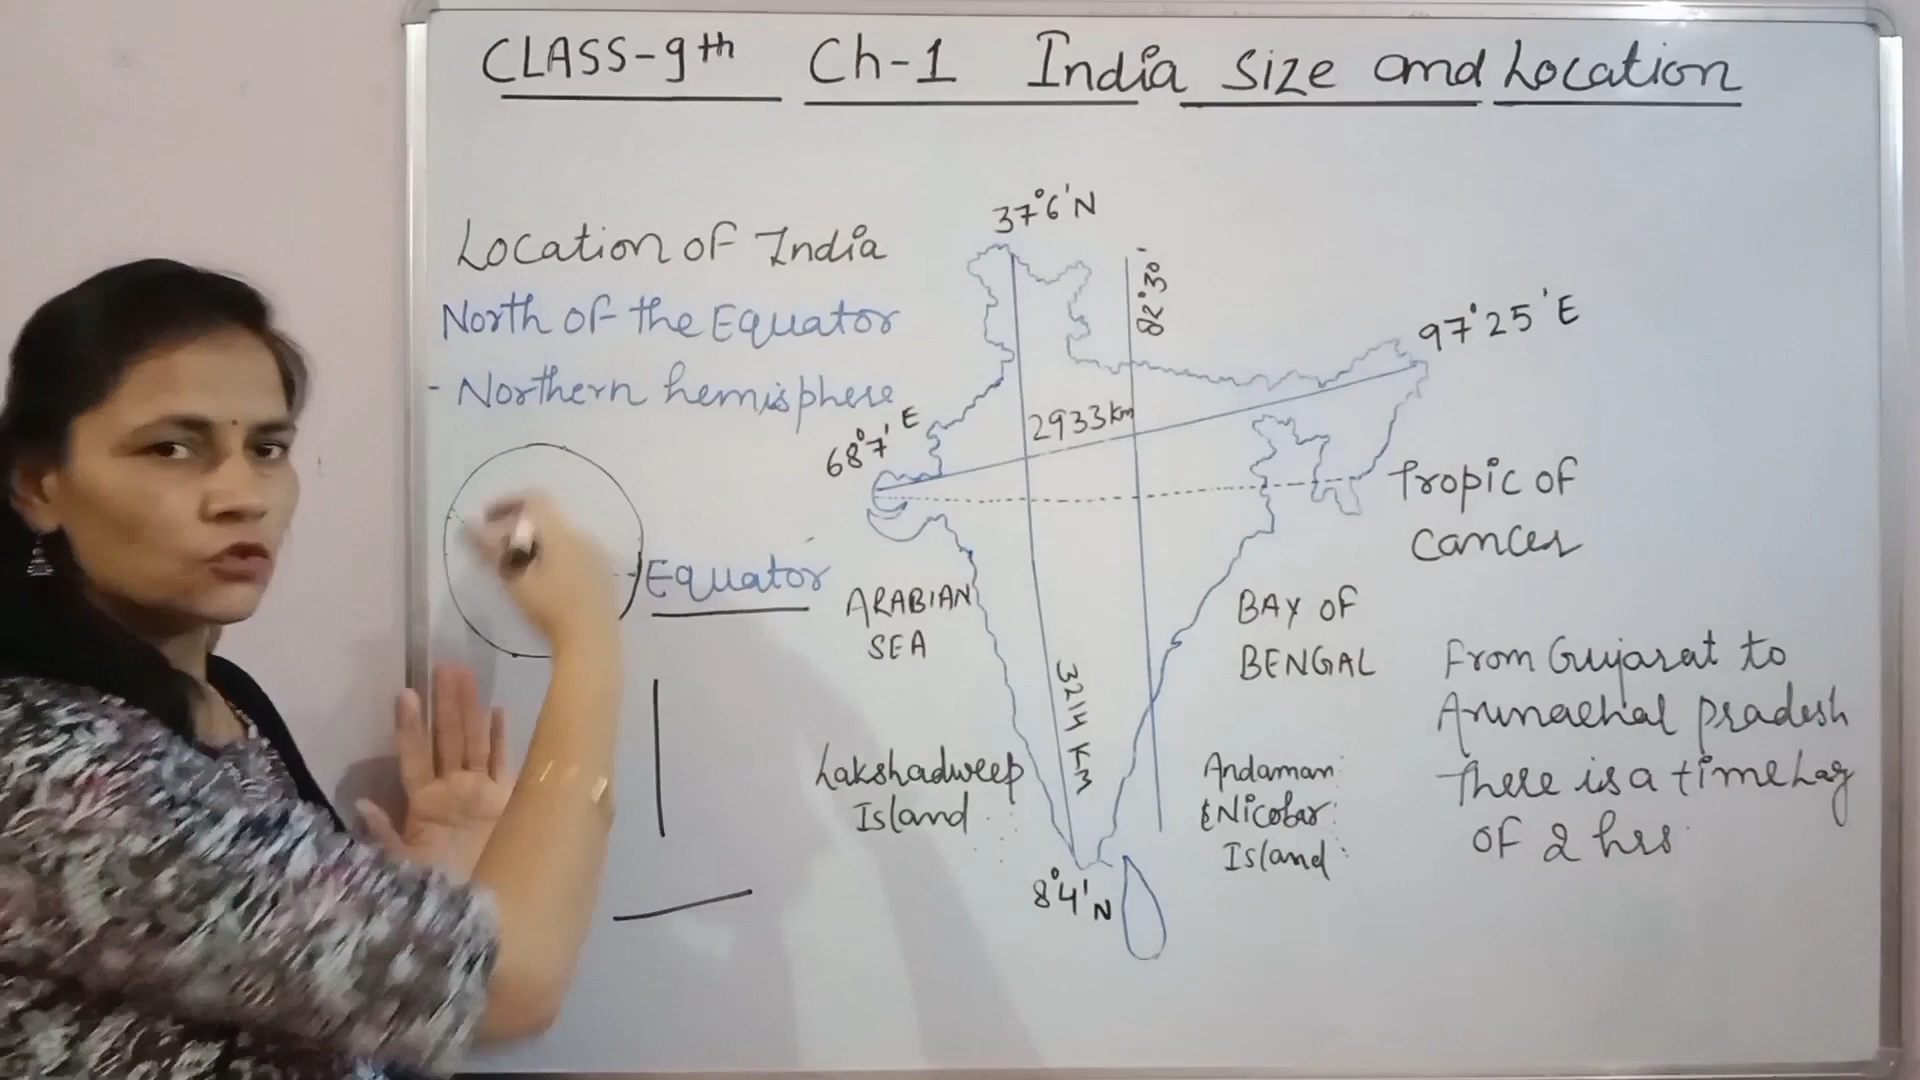 CLASS-9th Ch-1 India Size and Location
Location of India
North of the Equator
- Northern hemisphere
Equator
37°6'N
82°30'
97°25'E
68°7'E
2933 km
Tropic of
Cancer
ARABIAN
SEA
BAY OF
BENGAL
3214 KM
Lakshadweep
Island
Andaman
&Nicobar
Island
8°4'N
From Gujarat to
Arunachal pradesh
there is a time lag
of 2 hrs